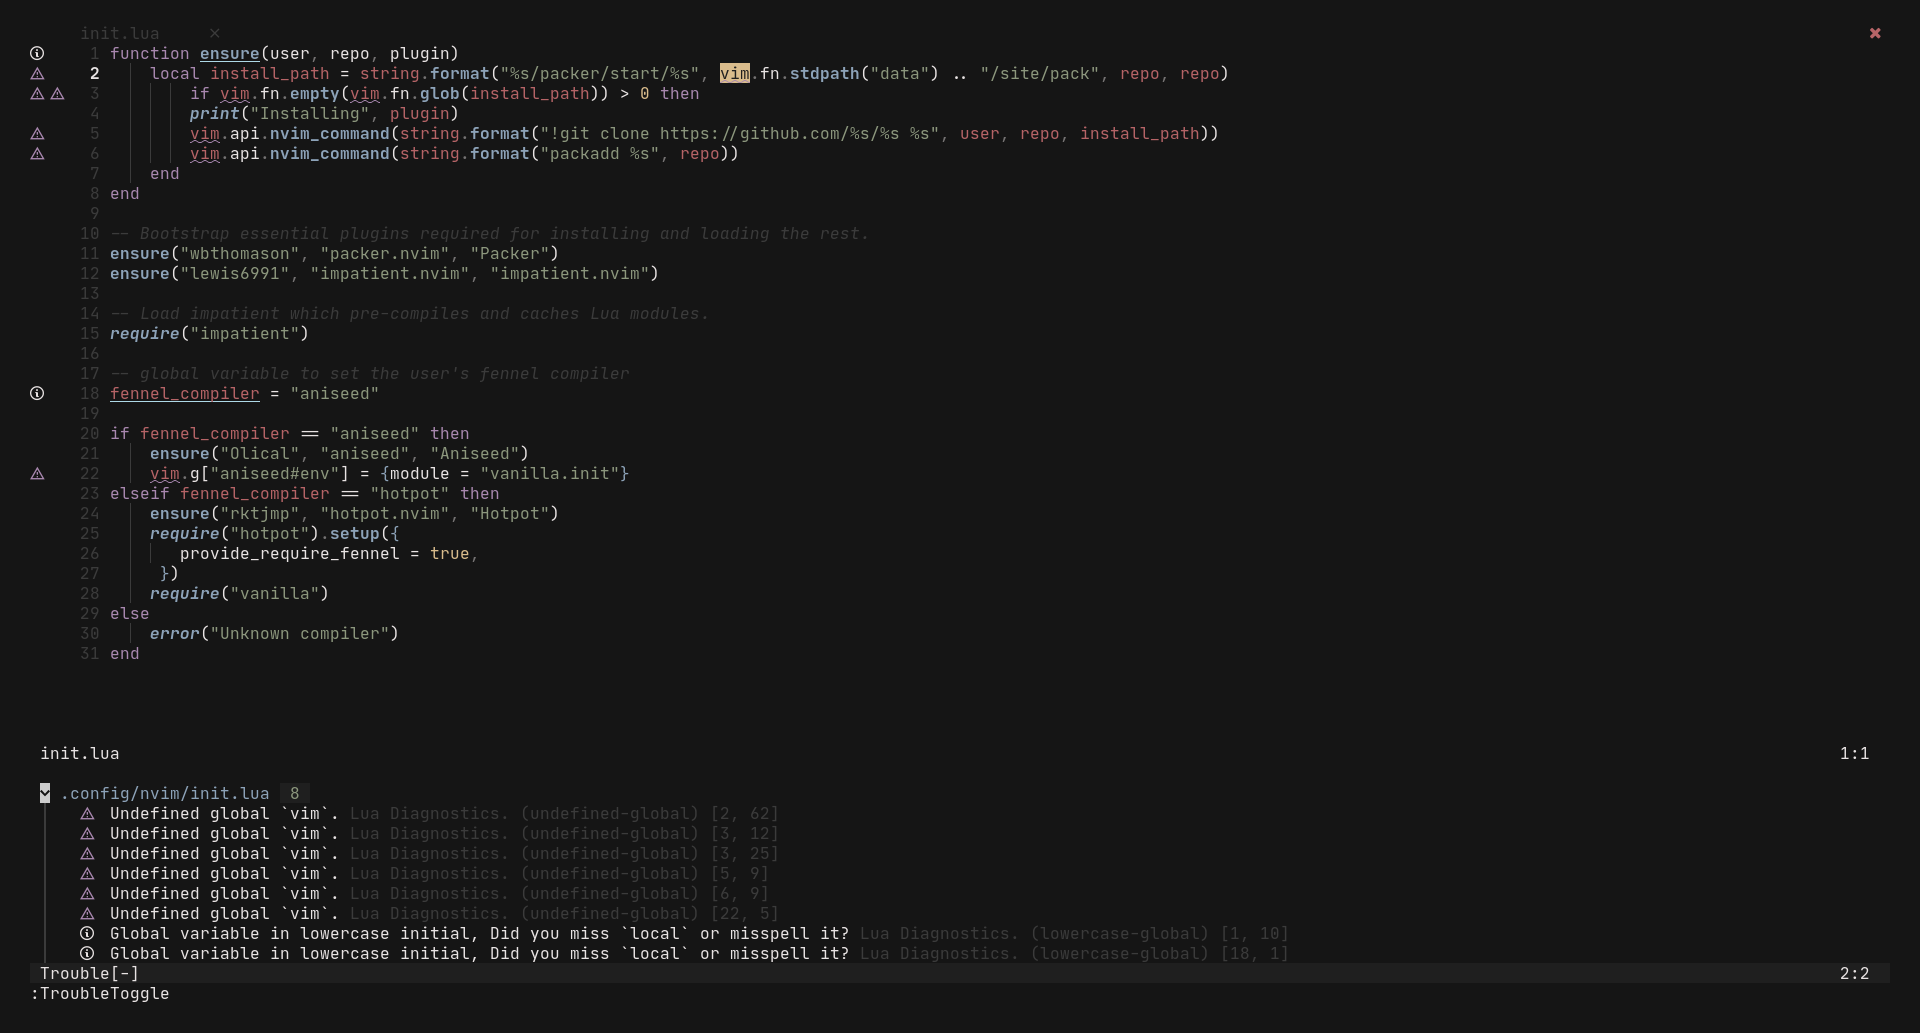 init.lua ×
1 function ensure(user, repo, plugin)
2 local install_path = string.format("%s/packer/start/%s", vim.fn.stdpath("data") .. "/site/pack", repo, repo)
3 if vim.fn.empty(vim.fn.glob(install_path)) > 0 then
4 print("Installing", plugin)
5 vim.api.nvim_command(string.format("!git clone https://github.com/%s/%s %s", user, repo, install_path))
6 vim.api.nvim_command(string.format("packadd %s", repo))
7 end
8 end
9
10 -- Bootstrap essential plugins required for installing and loading the rest.
11 ensure("wbthomason", "packer.nvim", "Packer")
12 ensure("lewis6991", "impatient.nvim", "impatient.nvim")
13
14 -- Load impatient which pre-compiles and caches Lua modules.
15 require("impatient")
16
17 -- global variable to set the user's fennel compiler
18 fennel_compiler = "aniseed"
19
20 if fennel_compiler == "aniseed" then
21 ensure("Olical", "aniseed", "Aniseed")
22 vim.g["aniseed#env"] = {module = "vanilla.init"}
23 elseif fennel_compiler == "hotpot" then
24 ensure("rktjmp", "hotpot.nvim", "Hotpot")
25 require("hotpot").setup({
26 provide_require_fennel = true,
27 })
28 require("vanilla")
29 else
30 error("Unknown compiler")
31 end
init.lua 1:1
.config/nvim/init.lua 8
Undefined global `vim`. Lua Diagnostics. (undefined-global) [2, 62]
Undefined global `vim`. Lua Diagnostics. (undefined-global) [3, 12]
Undefined global `vim`. Lua Diagnostics. (undefined-global) [3, 25]
Undefined global `vim`. Lua Diagnostics. (undefined-global) [5, 9]
Undefined global `vim`. Lua Diagnostics. (undefined-global) [6, 9]
Undefined global `vim`. Lua Diagnostics. (undefined-global) [22, 5]
Global variable in lowercase initial, Did you miss `local` or misspell it? Lua Diagnostics. (lowercase-global) [1, 10]
Global variable in lowercase initial, Did you miss `local` or misspell it? Lua Diagnostics. (lowercase-global) [18, 1]
Trouble[-] 2:2
:TroubleToggle